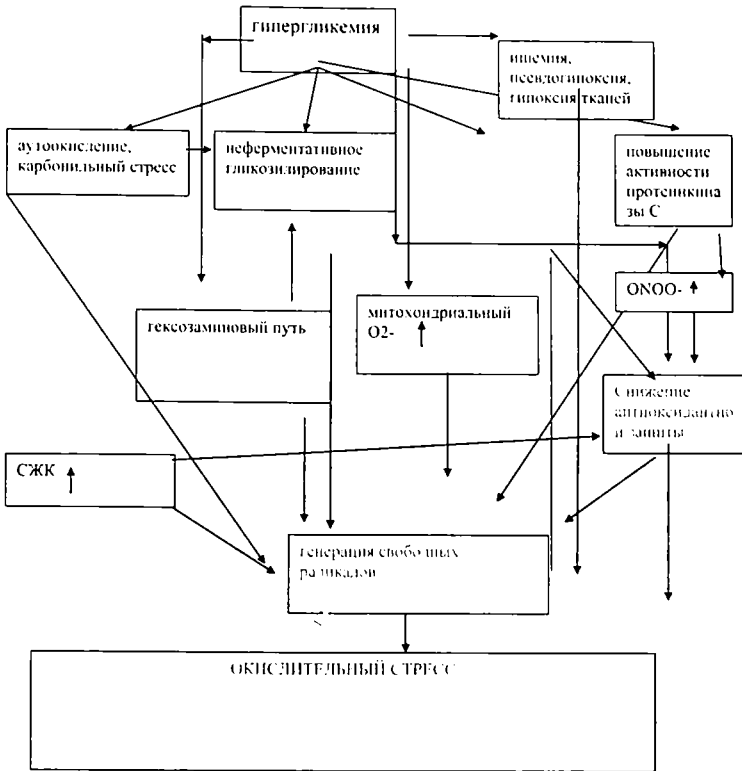 гипергликемия
ишемия,
псевдогипоксия,
гипоксия тканей
аутоокисление,
карбонильный стресс
неферментативное
гликозилирование
повышение
активности
протеинкина
зы С
ONOO- ↑
гексозаминовый путь
митохондриальный
О2- ↑
Снижение
антиоксидантно
й защиты
СЖК ↑
генерация свободных
радикалов
ОКИСЛИТЕЛЬНЫЙ СТРЕСС